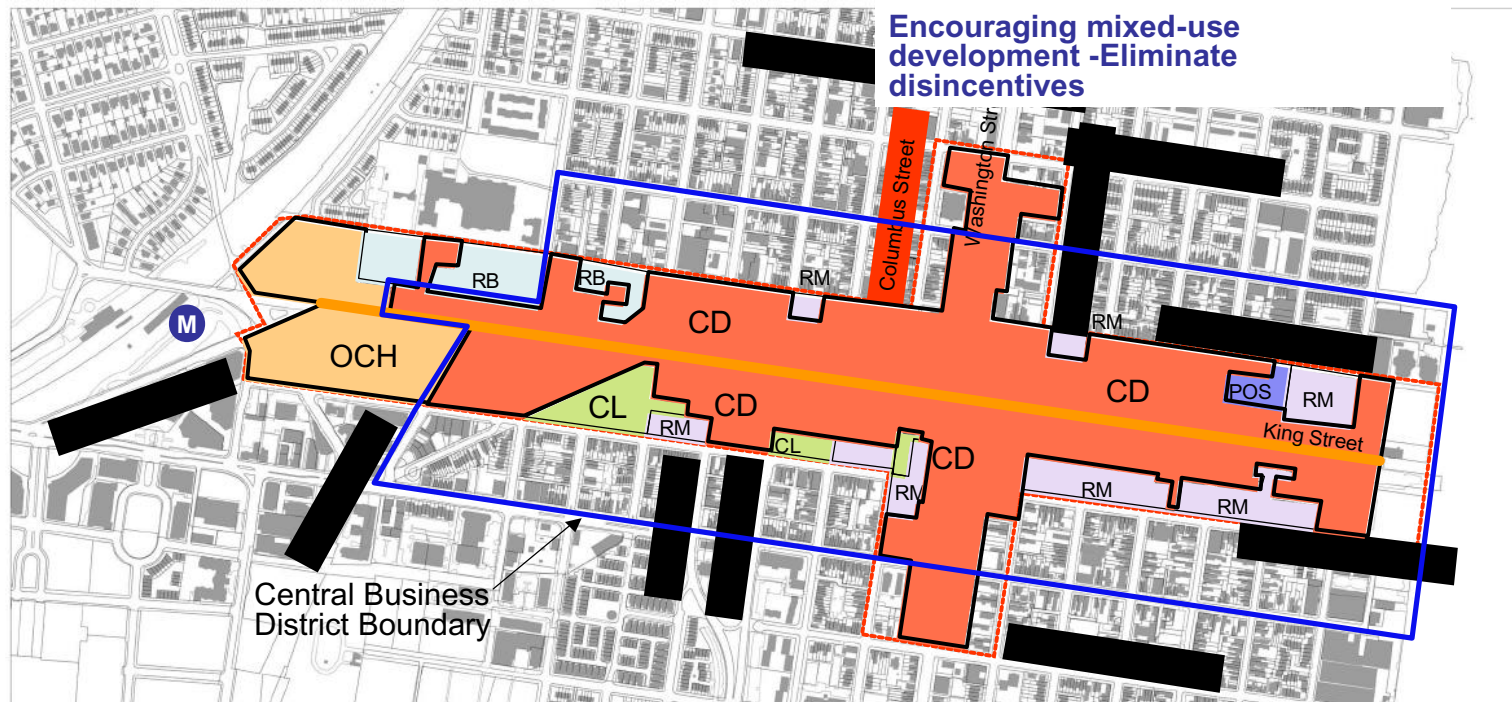 Encouraging mixed-use
development -Eliminate
disincentives
Columbus Street
Washington Str
RB
RB
RM
CD
RM
M
OCH
CL
CD
RM
CD
POS
RM
King Street
CL
CD
RM
RM
RM
Central Business
District Boundary